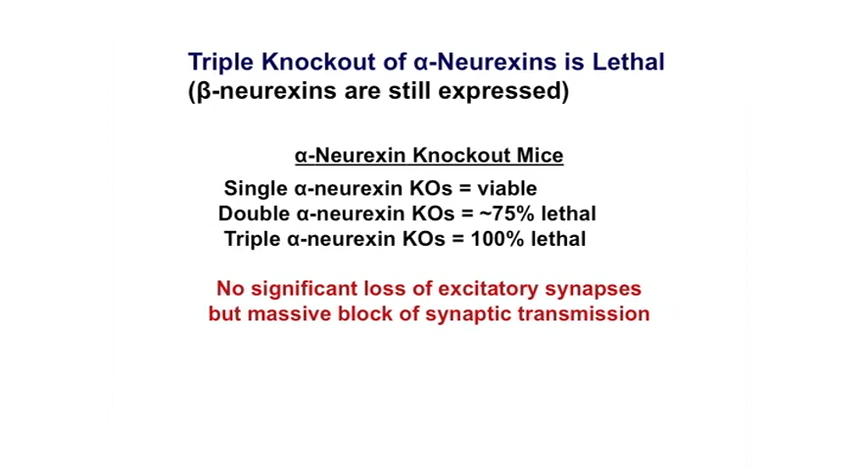 Triple Knockout of α-Neurexins is Lethal
(β-neurexins are still expressed)
α-Neurexin Knockout Mice
Single α-neurexin KOs = viable
Double α-neurexin KOs = ~75% lethal
Triple α-neurexin KOs = 100% lethal
No significant loss of excitatory synapses
but massive block of synaptic transmission